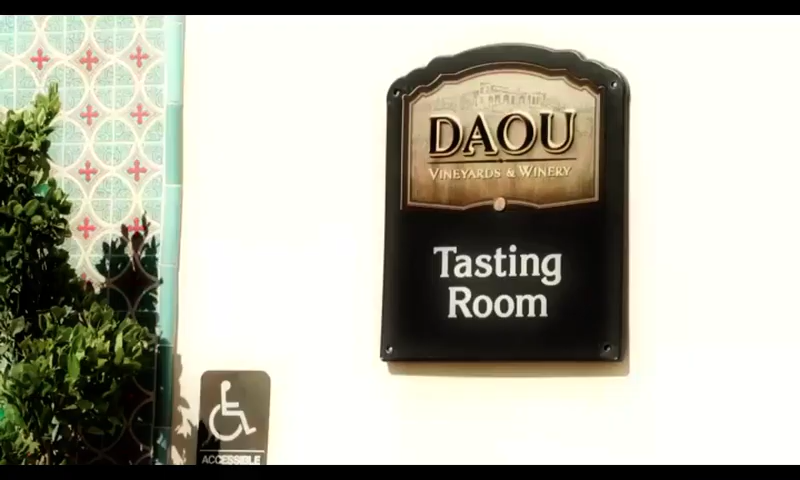 DAOU
VINEYARDS & WINERY
Tasting
Room
ACCESSIBLE